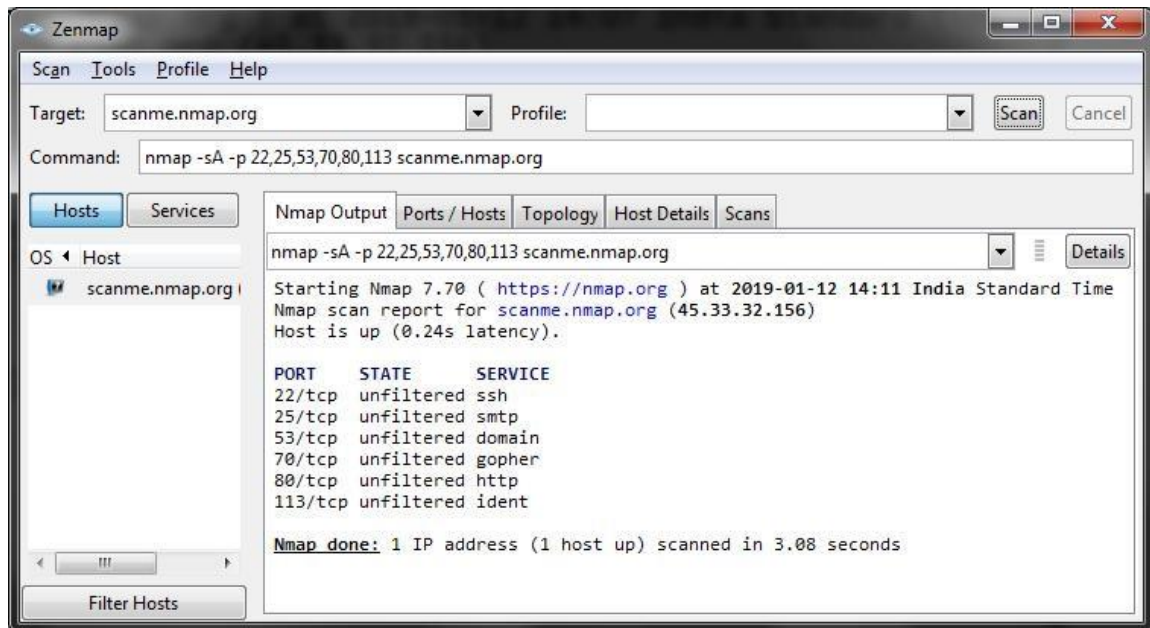 Zenmap
Scan Tools Profile Help
Target: scanme.nmap.org Profile: Scan Cancel
Command: nmap -sA -p 22,25,53,70,80,113 scanme.nmap.org
Hosts Services
Nmap Output Ports / Hosts Topology Host Details Scans
OS Host
scanme.nmap.org (
nmap -sA -p 22,25,53,70,80,113 scanme.nmap.org Details
Starting Nmap 7.70 ( https://nmap.org ) at 2019-01-12 14:11 India Standard Time
Nmap scan report for scanme.nmap.org (45.33.32.156)
Host is up (0.24s latency).
PORT STATE SERVICE
22/tcp unfiltered ssh
25/tcp unfiltered smtp
53/tcp unfiltered domain
70/tcp unfiltered gopher
80/tcp unfiltered http
113/tcp unfiltered ident
Nmap done: 1 IP address (1 host up) scanned in 3.08 seconds
Filter Hosts